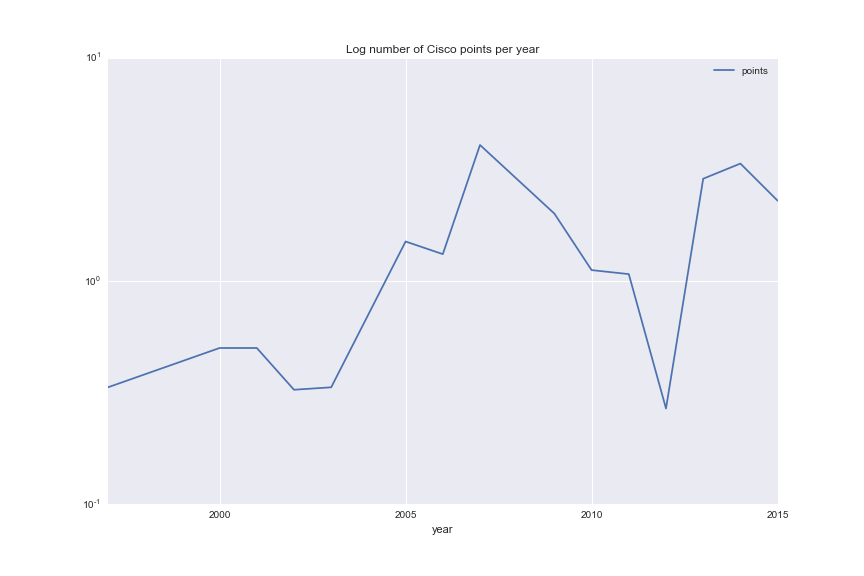 Log number of Cisco points per year
10¹
points
10⁰
10⁻¹
2000 2005 2010 2015
year